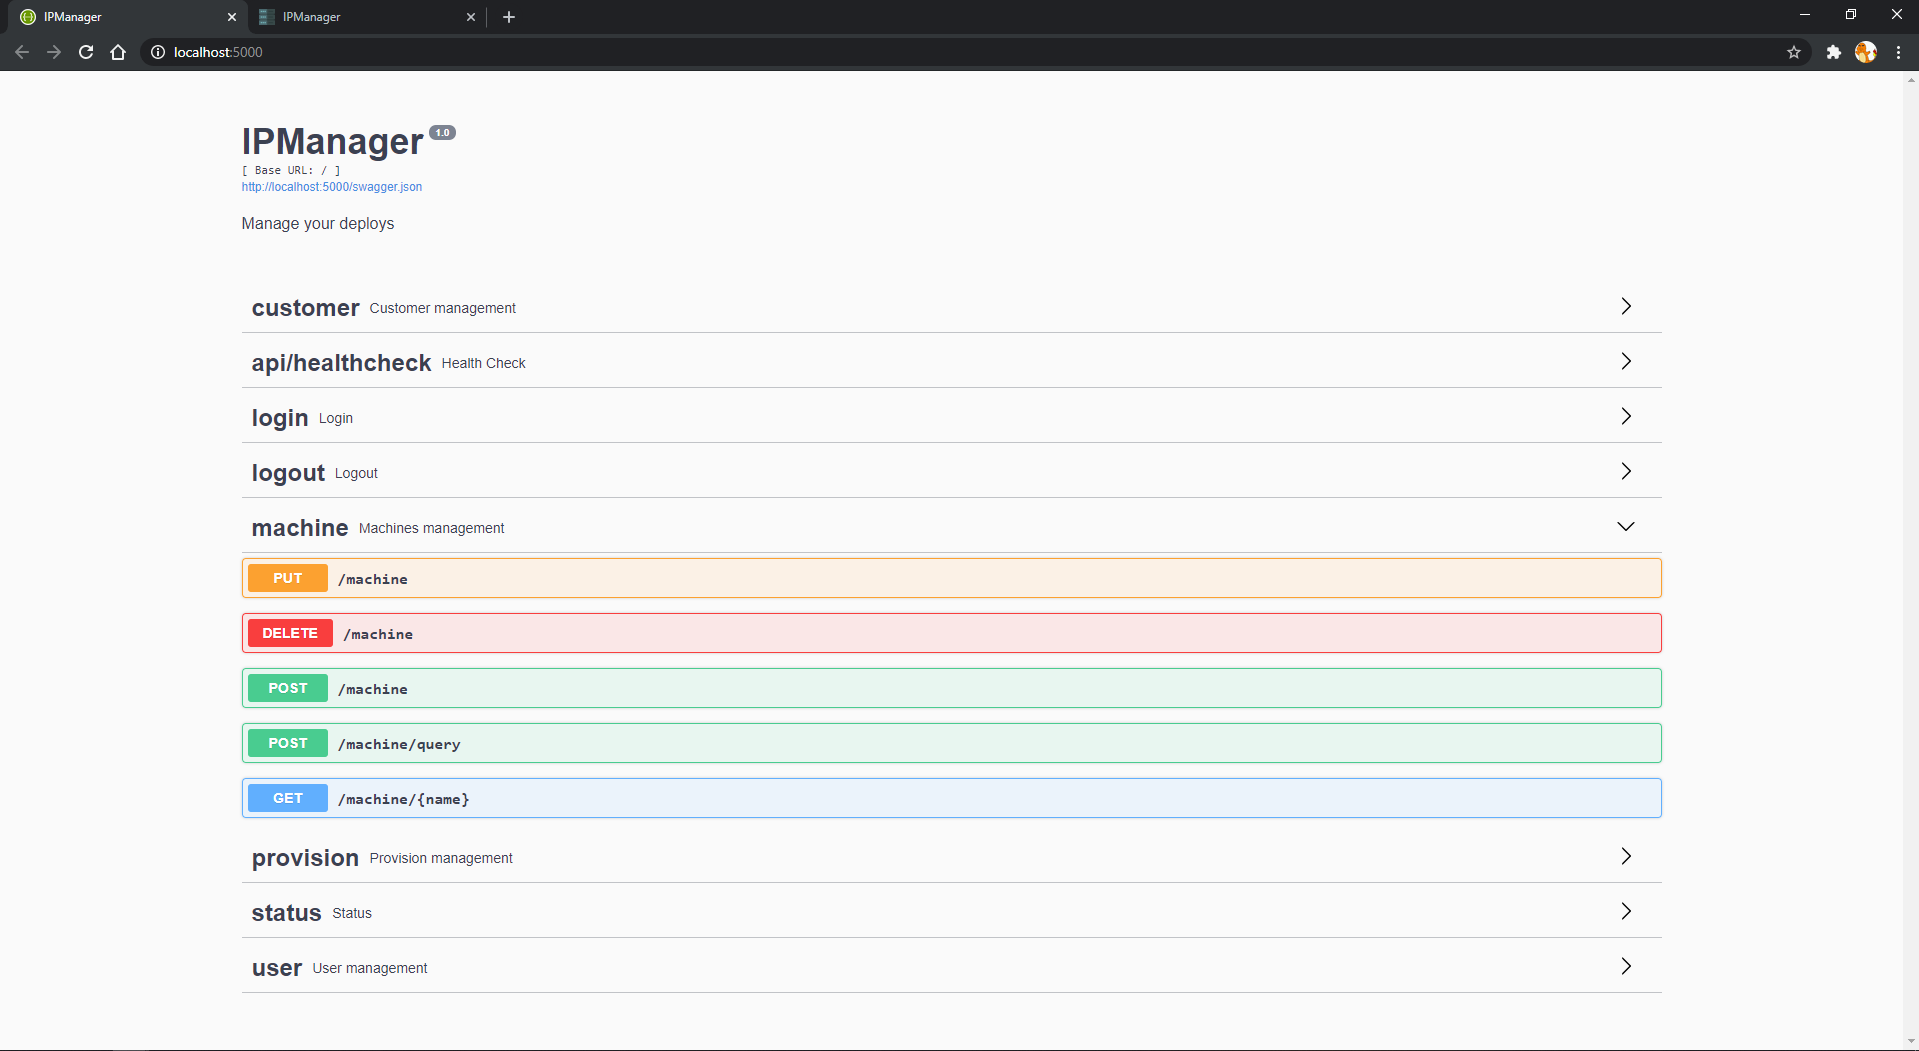 IPManager
IPManager
localhost:5000
IPManager 1.0
[ Base URL: / ]
http://localhost:5000/swagger.json
Manage your deploys
customer Customer management
api/healthcheck Health Check
login Login
logout Logout
machine Machines management
PUT /machine
DELETE /machine
POST /machine
POST /machine/query
GET /machine/{name}
provision Provision management
status Status
user User management